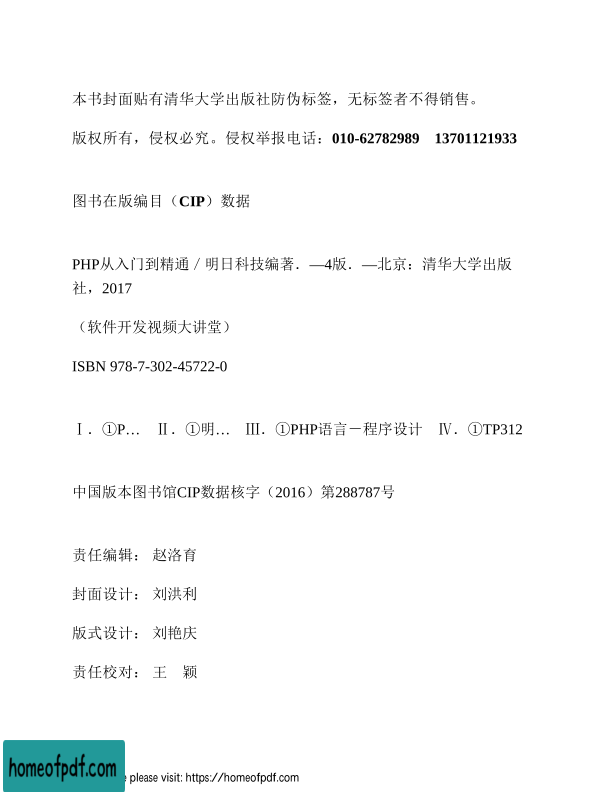 本书封面贴有清华大学出版社防伪标签，无标签者不得销售。
版权所有，侵权必究。侵权举报电话：010-62782989　13701121933
图书在版编目（CIP）数据
PHP从入门到精通／明日科技编著．—4版．—北京：清华大学出版
社，2017
（软件开发视频大讲堂）
ISBN 978-7-302-45722-0
Ⅰ．①P…　Ⅱ．①明…　Ⅲ．①PHP语言－程序设计　Ⅳ．①TP312
中国版本图书馆CIP数据核字（2016）第288787号
责任编辑： 赵洛育
封面设计： 刘洪利
版式设计： 刘艳庆
责任校对： 王　颖
homeofpdf.com
please visit: https://homeofpdf.com